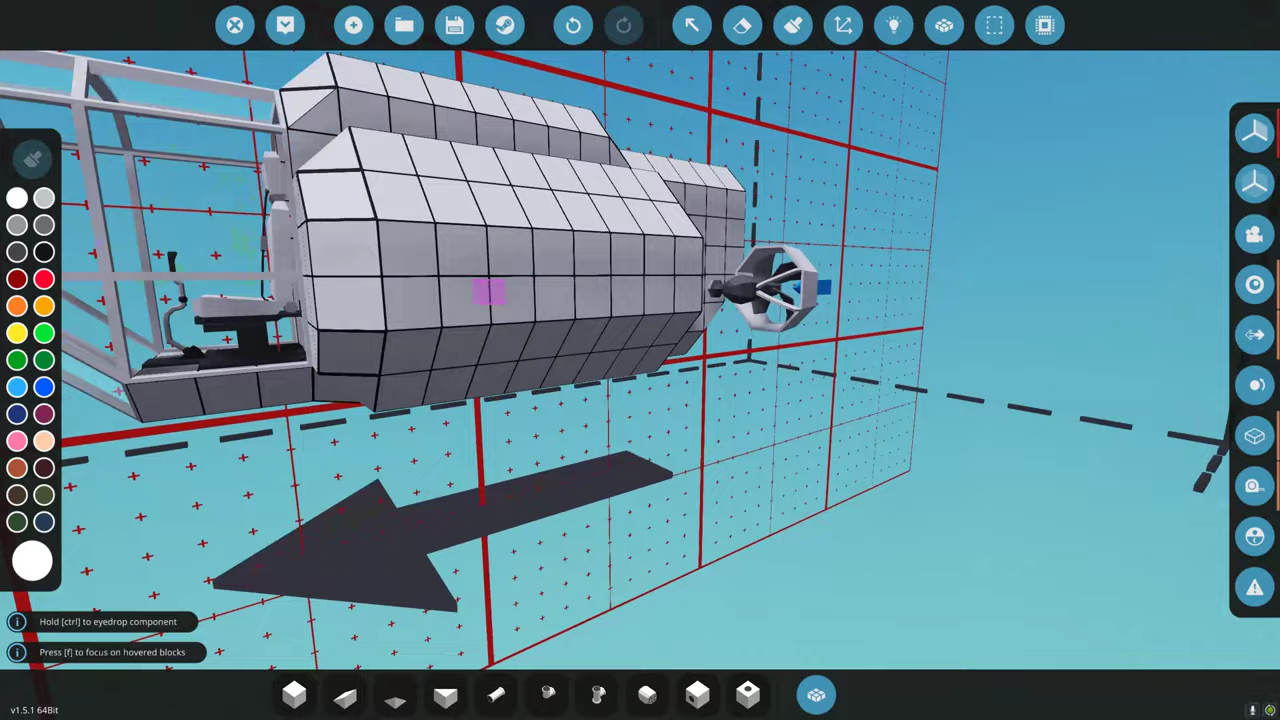 Hold [ctrl] to eyedrop component
Press [f] to focus on hovered blocks
v1.5.1 64Bit